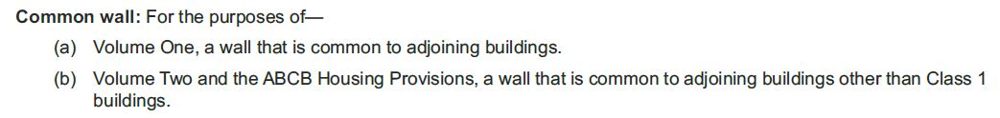 Common wall: For the purposes of—
(a) Volume One, a wall that is common to adjoining buildings.
(b) Volume Two and the ABCB Housing Provisions, a wall that is common to adjoining buildings other than Class 1
buildings.